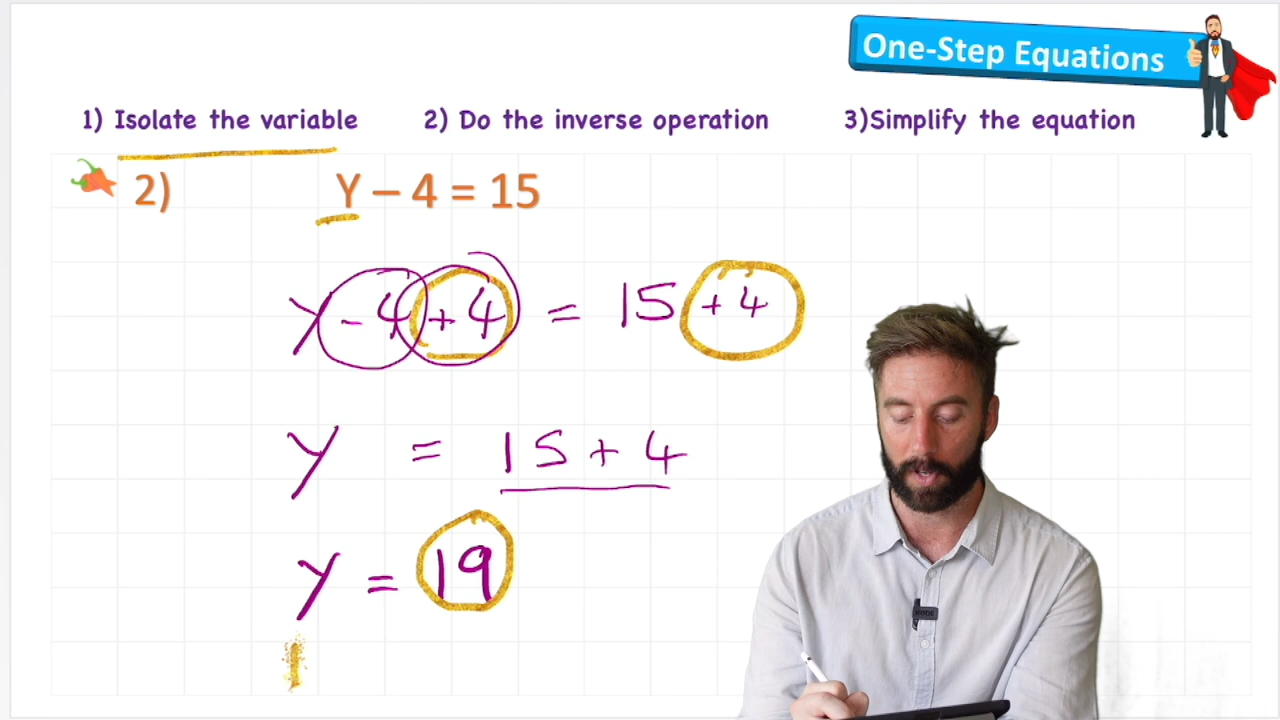 One-Step Equations
1) Isolate the variable 2) Do the inverse operation 3)Simplify the equation
2) Y – 4 = 15
y - 4 + 4 = 15 + 4
y = 15 + 4
y = 19
RODE